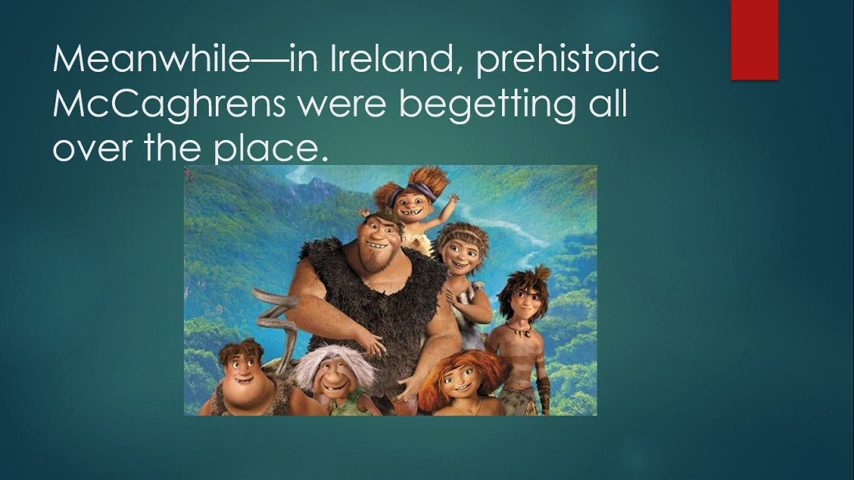 Meanwhile—in Ireland, prehistoric
McCaghrens were begetting all
over the place.